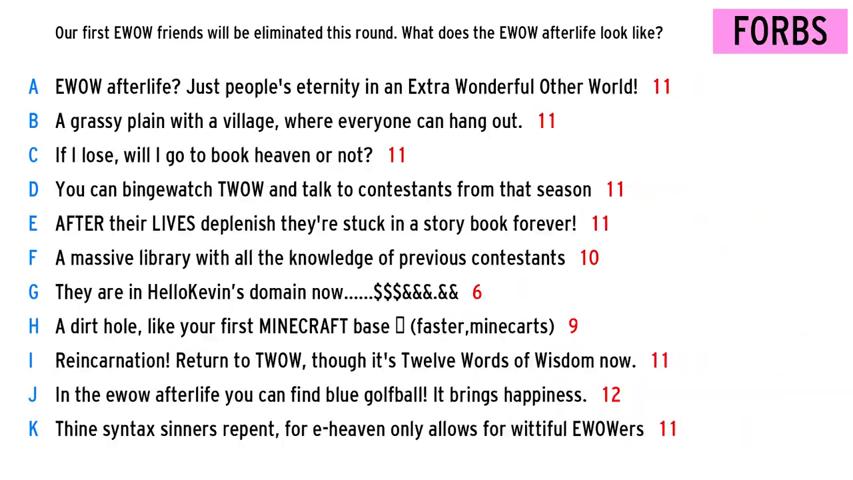 Our first EWOW friends will be eliminated this round. What does the EWOW afterlife look like?
FORBS
A EWOW afterlife? Just people's eternity in an Extra Wonderful Other World! 11
B A grassy plain with a village, where everyone can hang out. 11
C If I lose, will I go to book heaven or not? 11
D You can bingewatch TWOW and talk to contestants from that season 11
E AFTER their LIVES deplenish they're stuck in a story book forever! 11
F A massive library with all the knowledge of previous contestants 10
G They are in HelloKevin’s domain now......$$$&&&.&& 6
H A dirt hole, like your first MINECRAFT base ▯ (faster,minecarts) 9
I Reincarnation! Return to TWOW, though it's Twelve Words of Wisdom now. 11
J In the ewow afterlife you can find blue golfball! It brings happiness. 12
K Thine syntax sinners repent, for e-heaven only allows for wittiful EWOWers 11